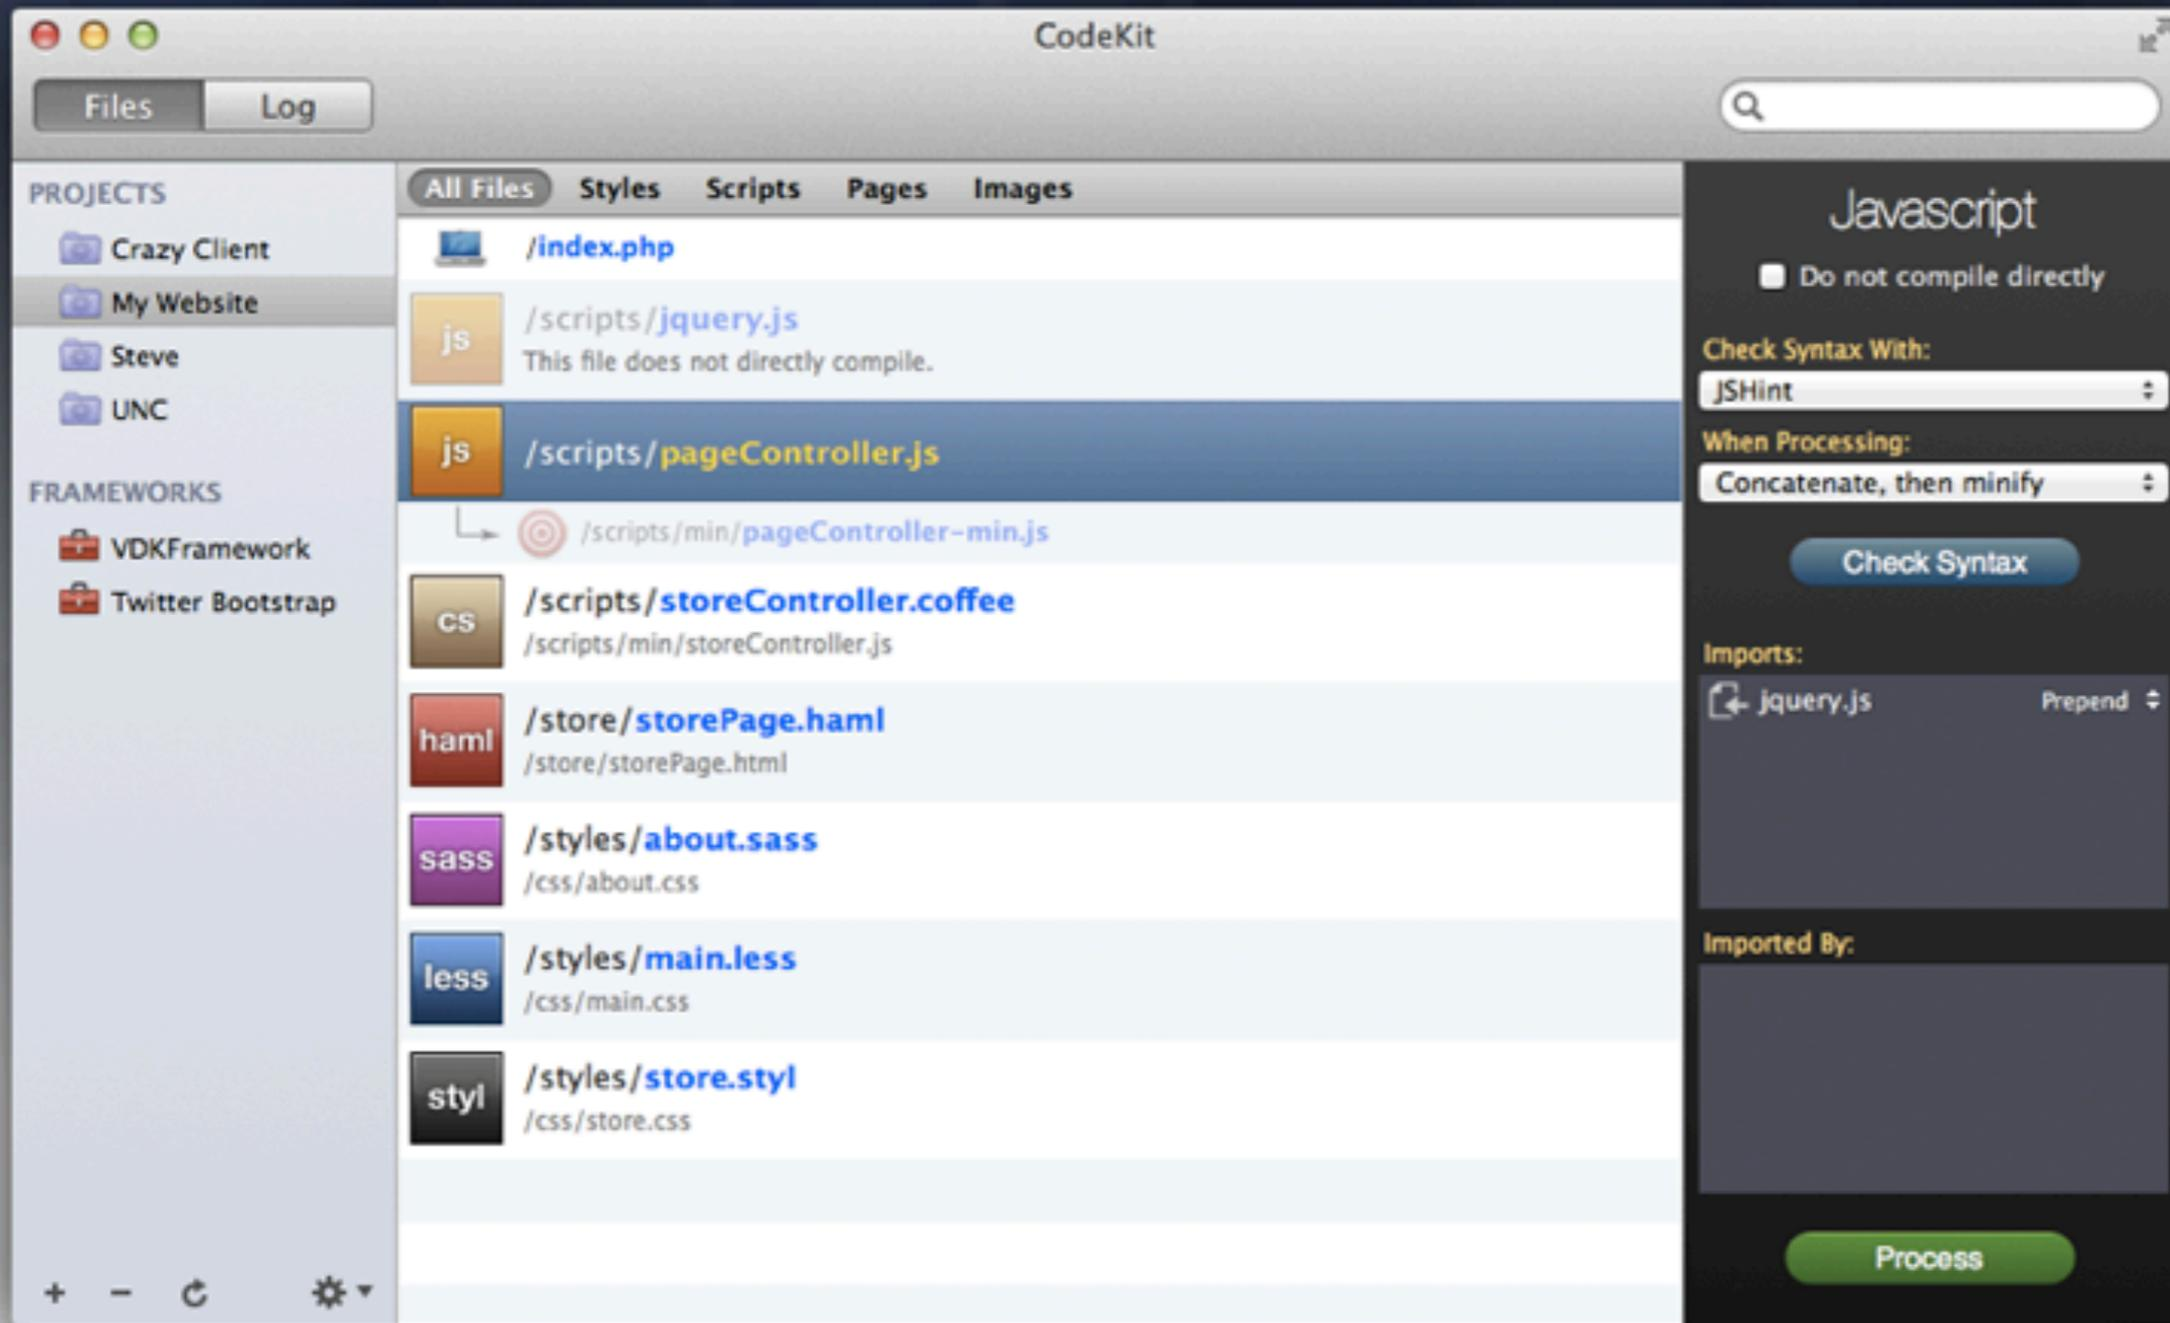 CodeKit
Files
Log
PROJECTS
Crazy Client
My Website
Steve
UNC
FRAMEWORKS
VDKFramework
Twitter Bootstrap
All Files Styles Scripts Pages Images
/index.php
js
/scripts/jquery.js
This file does not directly compile.
js
/scripts/pageController.js
/scripts/min/pageController-min.js
cs
/scripts/storeController.coffee
/scripts/min/storeController.js
haml
/store/storePage.haml
/store/storePage.html
sass
/styles/about.sass
/css/about.css
less
/styles/main.less
/css/main.css
styl
/styles/store.styl
/css/store.css
Javascript
Do not compile directly
Check Syntax With:
JSHint
When Processing:
Concatenate, then minify
Check Syntax
Imports:
jquery.js Prepend
Imported By:
Process